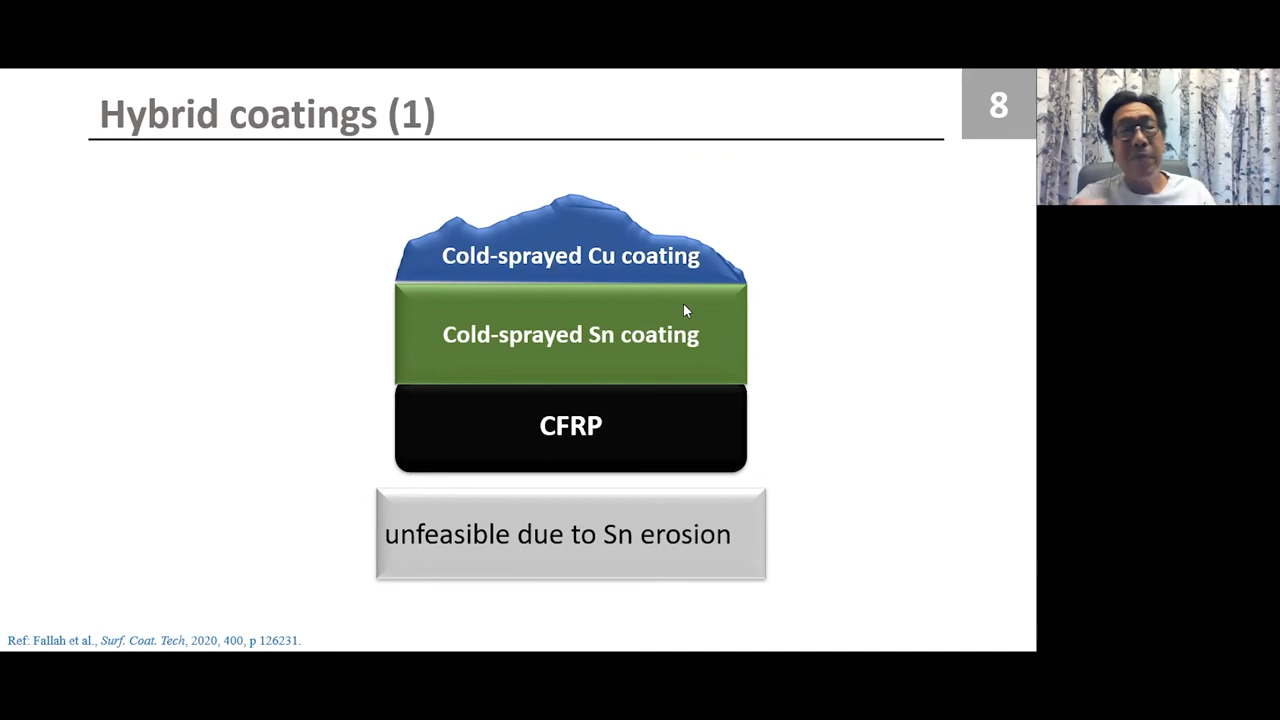 Hybrid coatings (1)
8
Cold-sprayed Cu coating
Cold-sprayed Sn coating
CFRP
unfeasible due to Sn erosion
Ref: Fallah et al., Surf. Coat. Tech, 2020, 400, p 126231.